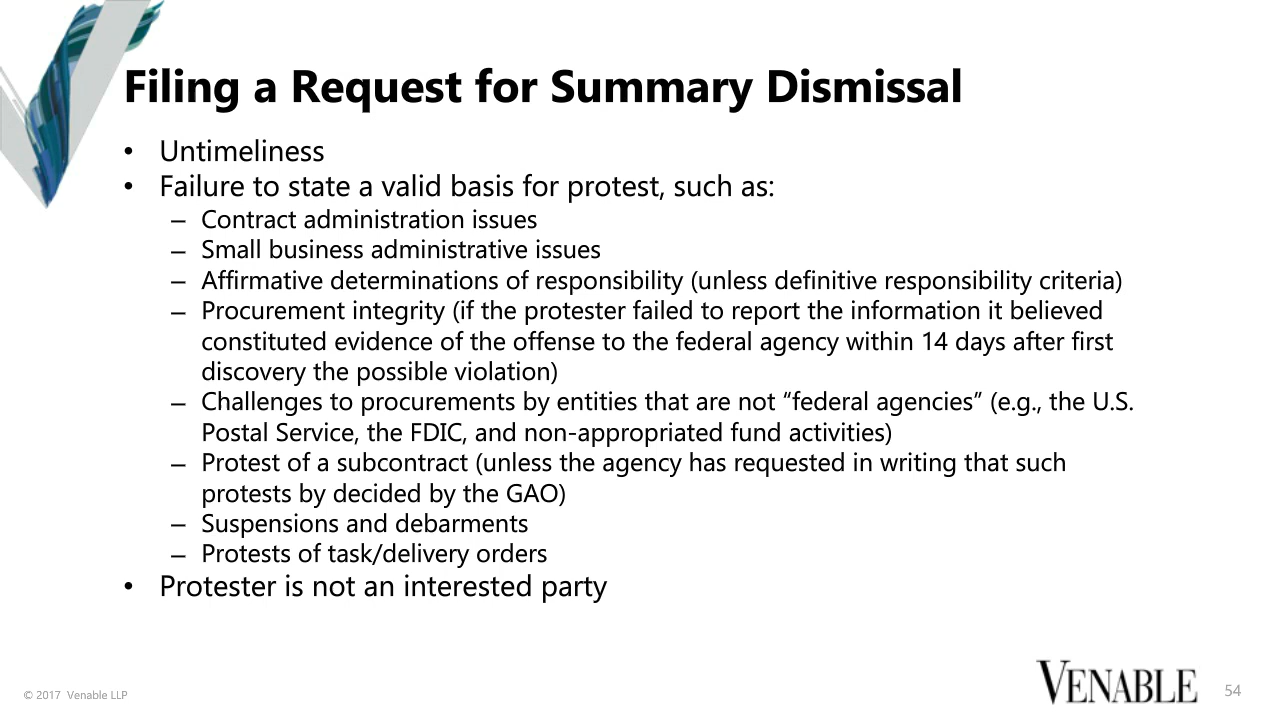 Filing a Request for Summary Dismissal
• Untimeliness
• Failure to state a valid basis for protest, such as:
– Contract administration issues
– Small business administrative issues
– Affirmative determinations of responsibility (unless definitive responsibility criteria)
– Procurement integrity (if the protester failed to report the information it believed
constituted evidence of the offense to the federal agency within 14 days after first
discovery the possible violation)
– Challenges to procurements by entities that are not “federal agencies” (e.g., the U.S.
Postal Service, the FDIC, and non-appropriated fund activities)
– Protest of a subcontract (unless the agency has requested in writing that such
protests by decided by the GAO)
– Suspensions and debarments
– Protests of task/delivery orders
• Protester is not an interested party
© 2017 Venable LLP
VENABLE
54